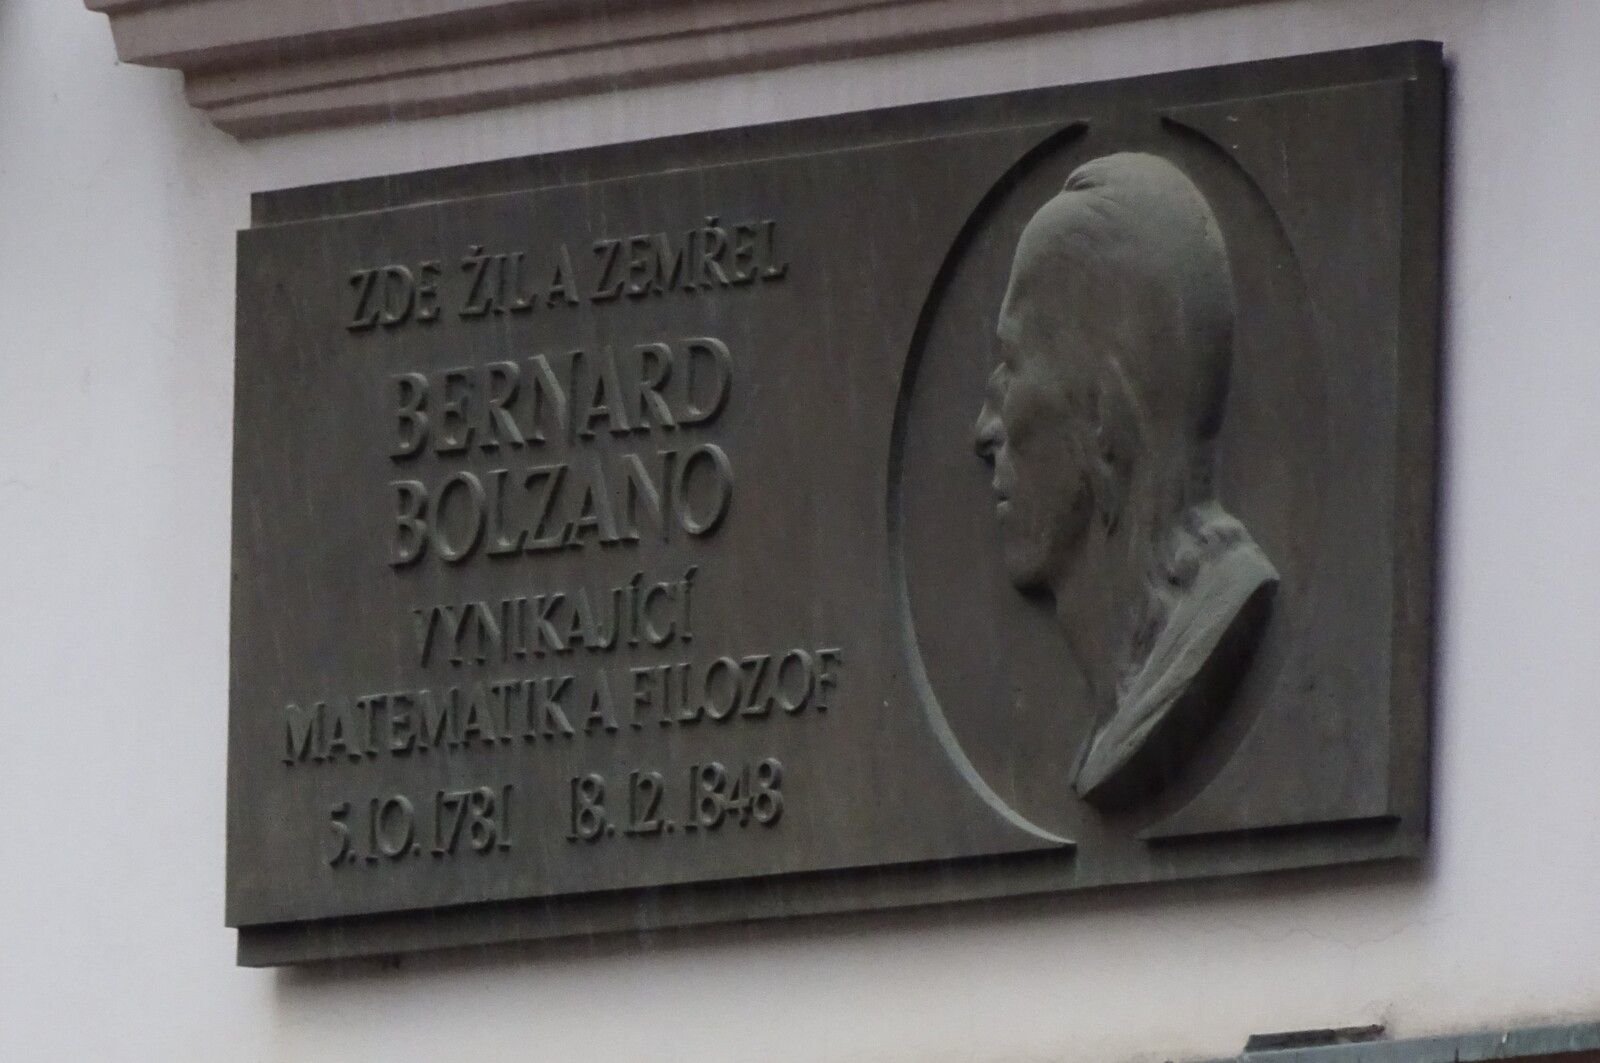 ZDE ŽIL A ZEMŘEL
BERNARD
BOLZANO
VYNIKAJÍCÍ
MATEMATIK A FILOZOF
5. 10. 1781 18. 12. 1848